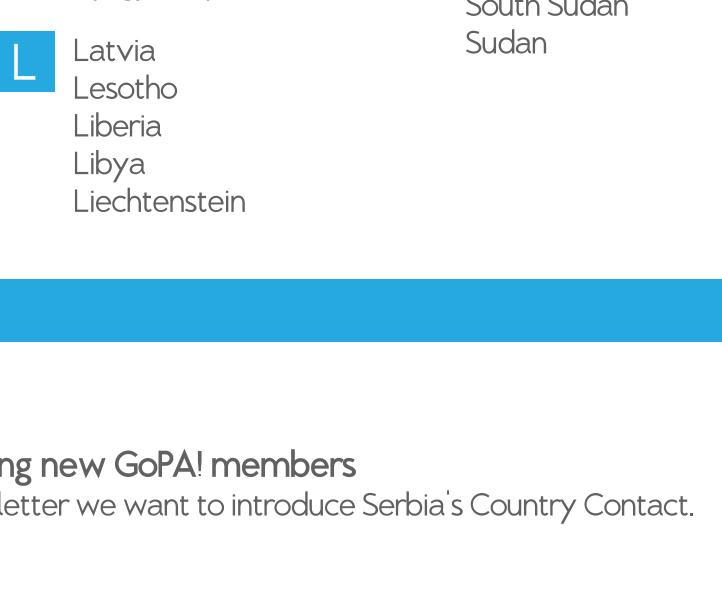 South Sudan
Sudan
L
Latvia
Lesotho
Liberia
Libya
Liechtenstein
ng new GoPA! members
letter we want to introduce Serbia's Country Contact.